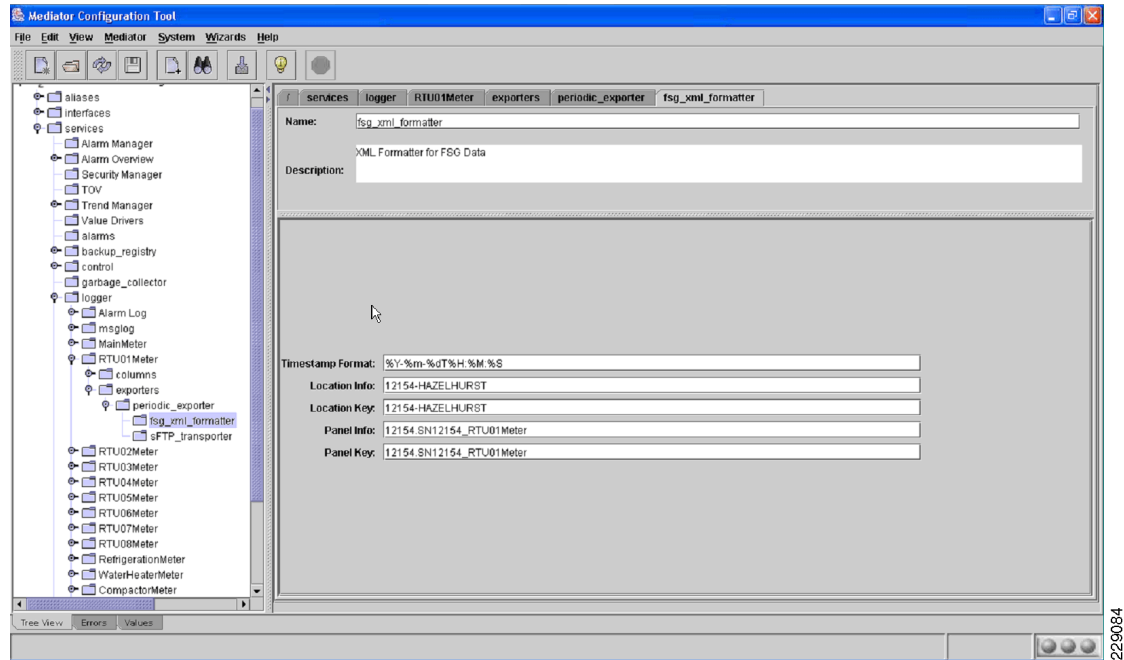 Mediator Configuration Tool
File Edit View Mediator System Wizards Help
aliases
interfaces
services
Alarm Manager
Alarm Overview
Security Manager
TOV
Trend Manager
Value Drivers
alarms
backup_registry
control
garbage_collector
logger
Alarm Log
msglog
MainMeter
RTU01Meter
columns
exporters
periodic_exporter
fsg_xml_formatter
sFTP_transporter
RTU02Meter
RTU03Meter
RTU04Meter
RTU05Meter
RTU06Meter
RTU07Meter
RTU08Meter
RefrigerationMeter
WaterHeaterMeter
CompactorMeter
/ services logger RTU01Meter exporters periodic_exporter fsg_xml_formatter
Name: fsg_xml_formatter
Description: XML Formatter for FSG Data
Timestamp Format: %Y-%m-%dT%H:%M:%S
Location Info: 12154-HAZELHURST
Location Key: 12154-HAZELHURST
Panel Info: 12154.SN12154_RTU01Meter
Panel Key: 12154.SN12154_RTU01Meter
Tree View Errors Values
229084